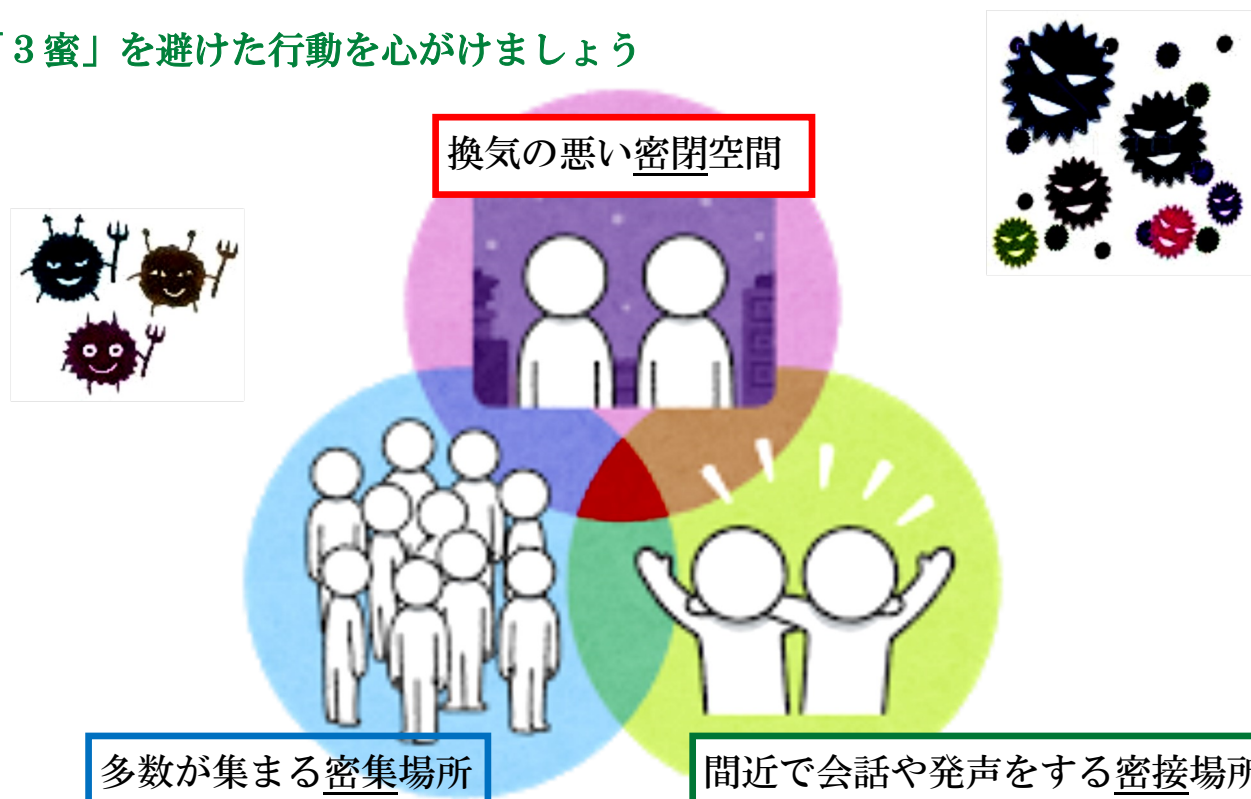 「３蜜」を避けた行動を心がけましょう
換気の悪い密閉空間
多数が集まる密集場所
間近で会話や発声をする密接場所